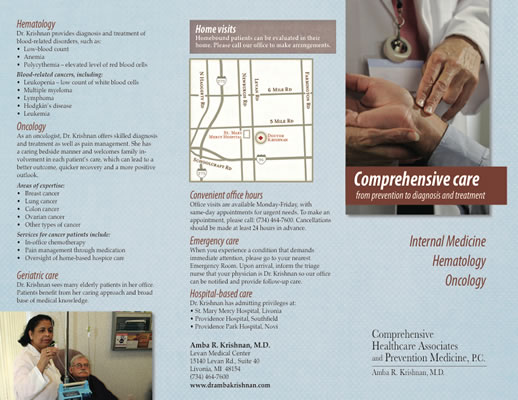 Hematology
Dr. Krishnan provides diagnosis and treatment of
blood-related disorders, such as:
• Low-blood count
• Anemia
• Polycythemia – elevated level of red blood cells
Blood-related cancers, including:
• Leukopenia – low count of white blood cells
• Multiple myeloma
• Lymphoma
• Hodgkin's disease
• Leukemia
Oncology
As an oncologist, Dr. Krishnan offers skilled diagnosis
and treatment as well as pain management. She has
a caring bedside manner and welcomes family in-
volvement in each patient's care, which can lead to a
better outcome, quicker recovery and a more positive
outlook.
Areas of expertise:
• Breast cancer
• Lung cancer
• Colon cancer
• Ovarian cancer
• Other types of cancer
Services for cancer patients include:
• In-office chemotherapy
• Pain management through medication
• Oversight of home-based hospice care
Geriatric care
Dr. Krishnan sees many elderly patients in her office
Patients benefit from her caring approach and broad
base of medical knowledge.
Home visits
Homebound patients can be evaluated in their
home. Please call our office to make arrangements.
N Haggerty Rd
Newburgh Rd
Levan Rd
Farmington Rd
6 Mile Rd
5 Mile Rd
St. Mary
Mercy Hospital
Doctor
Krishnan
Schoolcraft Rd
Convenient office hours
Office visits are available Monday-Friday, with
same-day appointments for urgent needs. To make an
appointment, please call: (734) 464-7600. Cancellations
should be made at least 24 hours in advance.
Emergency care
When you experience a condition that demands
immediate attention, please go to your nearest
Emergency Room. Upon arrival, inform the triage
nurse that your physician is Dr. Krishnan so our office
can be notified and provide follow-up care.
Hospital-based care
Dr. Krishnan has admitting privileges at:
• St. Mary Mercy Hospital, Livonia
• Providence Hospital, Southfield
• Providence Park Hospital, Novi
Amba R. Krishnan, M.D.
Levan Medical Center
15140 Levan Rd., Suite 40
Livonia, MI 48154
(734) 464-7600
www.drambakrishnan.com
Comprehensive care
from prevention to diagnosis and treatment
Internal Medicine
Hematology
Oncology
Comprehensive
Healthcare Associates
and Prevention Medicine, P.C.
Amba R. Krishnan, M.D.